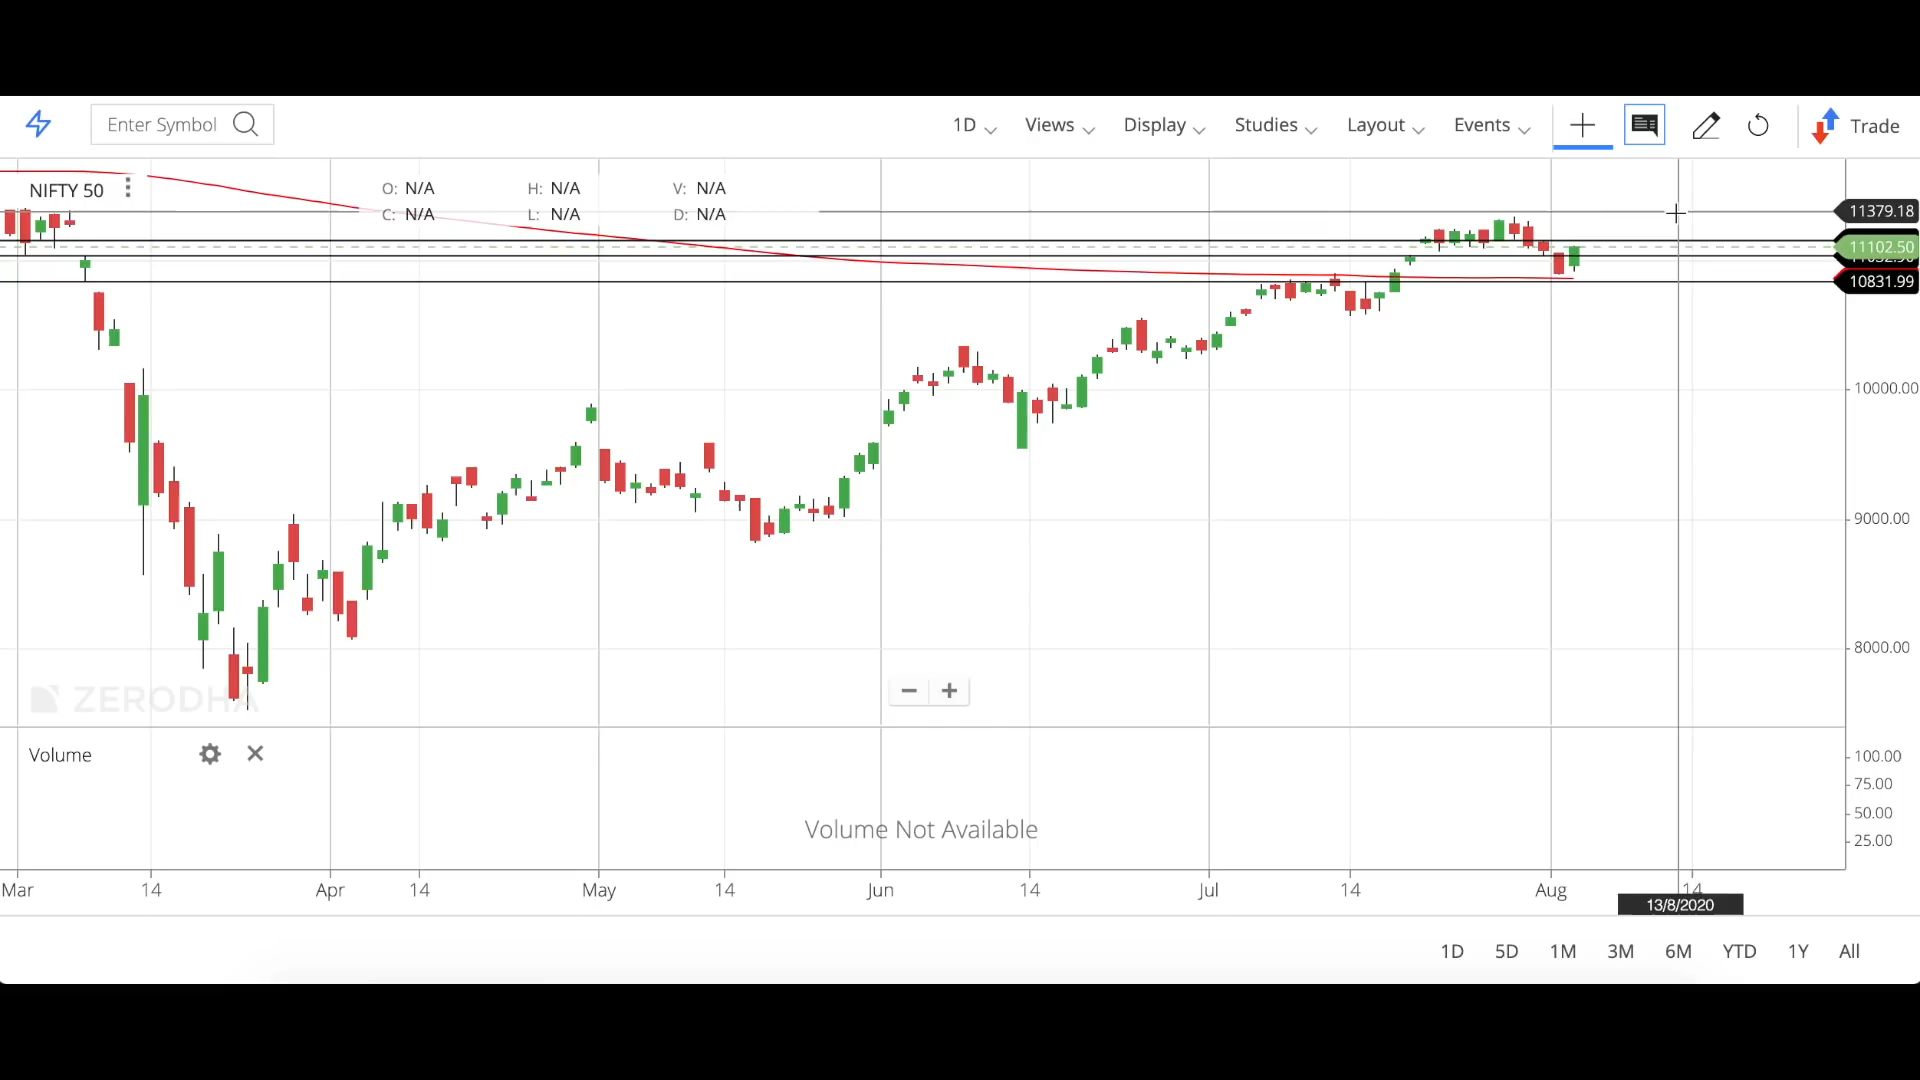 Enter Symbol
1D Views Display Studies Layout Events Trade
NIFTY 50
O: N/A H: N/A V: N/A
C: N/A L: N/A D: N/A
11379.18
11102.50
10831.99
10000.00
9000.00
8000.00
ZERODHA
Volume
100.00
75.00
50.00
25.00
Volume Not Available
Mar 14 Apr 14 May 14 Jun 14 Jul 14 Aug 14
13/8/2020
1D 5D 1M 3M 6M YTD 1Y All